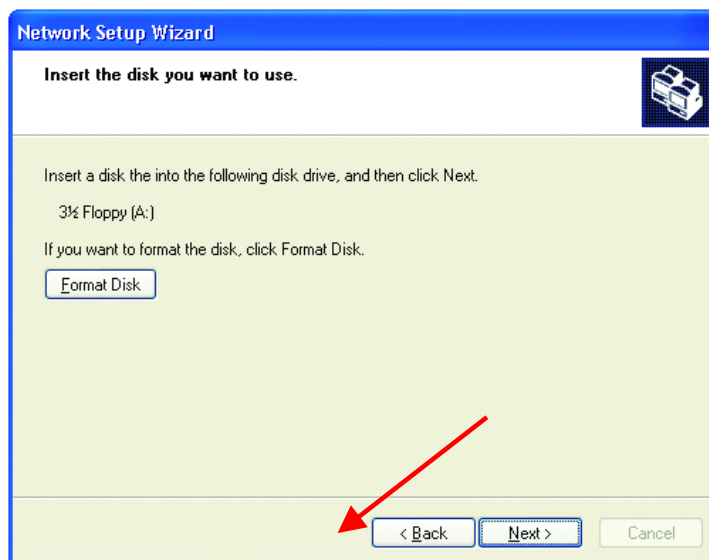 Network Setup Wizard
Insert the disk you want to use.
Insert a disk the into the following disk drive, and then click Next.
3½ Floppy (A:)
If you want to format the disk, click Format Disk.
Format Disk
< Back Next > Cancel